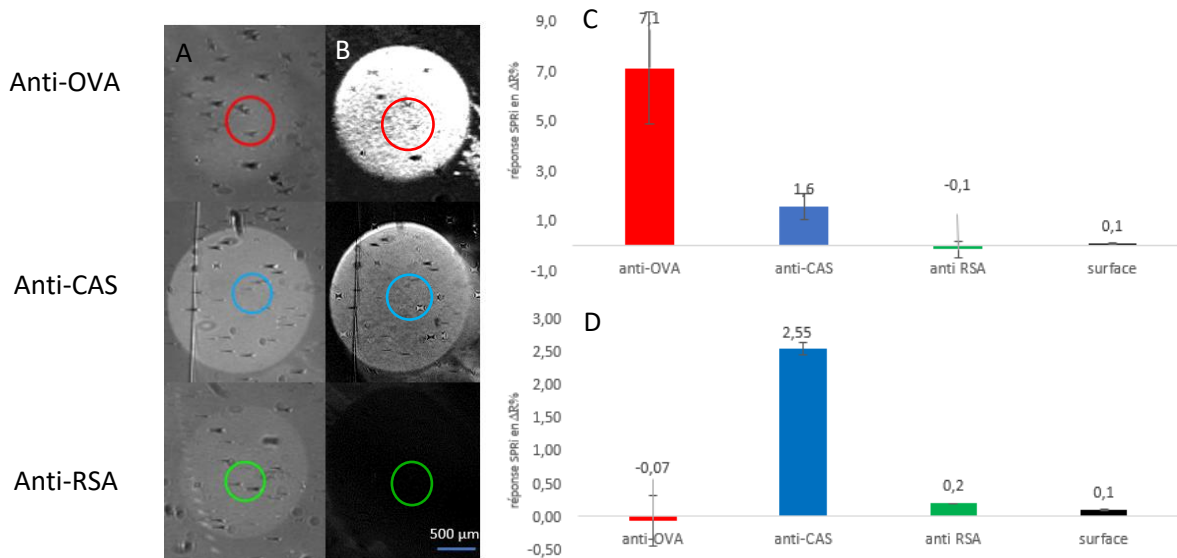 Anti-OVA
Anti-CAS
Anti-RSA
A
B
500 µm
C
réponse SPRi en ΔR%
9,0
7,0
5,0
3,0
1,0
-1,0
7,1
1,6
-0,1
0,1
anti-OVA
anti-CAS
anti RSA
surface
D
réponse SPRi en ΔR%
3,00
2,50
2,00
1,50
1,00
0,50
0,00
-0,50
-0,07
2,55
0,2
0,1
anti-OVA
anti-CAS
anti RSA
surface